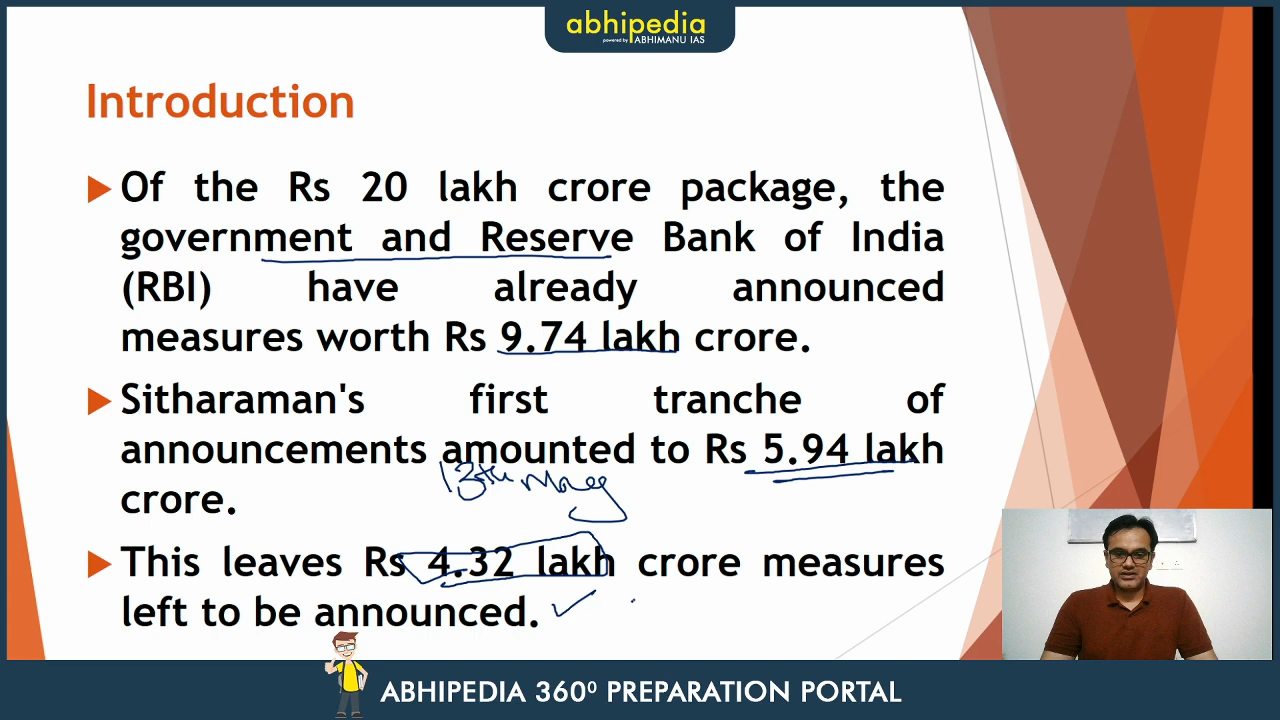 abhipedia
powered by ABHIMANU IAS
Introduction
Of the Rs 20 lakh crore package, the
government and Reserve Bank of India
(RBI) have already announced
measures worth Rs 9.74 lakh crore.
Sitharaman's first tranche of
announcements amounted to Rs 5.94 lakh
13th May
crore.
This leaves Rs 4.32 lakh crore measures
left to be announced.
ABHIPEDIA 360⁰ PREPARATION PORTAL